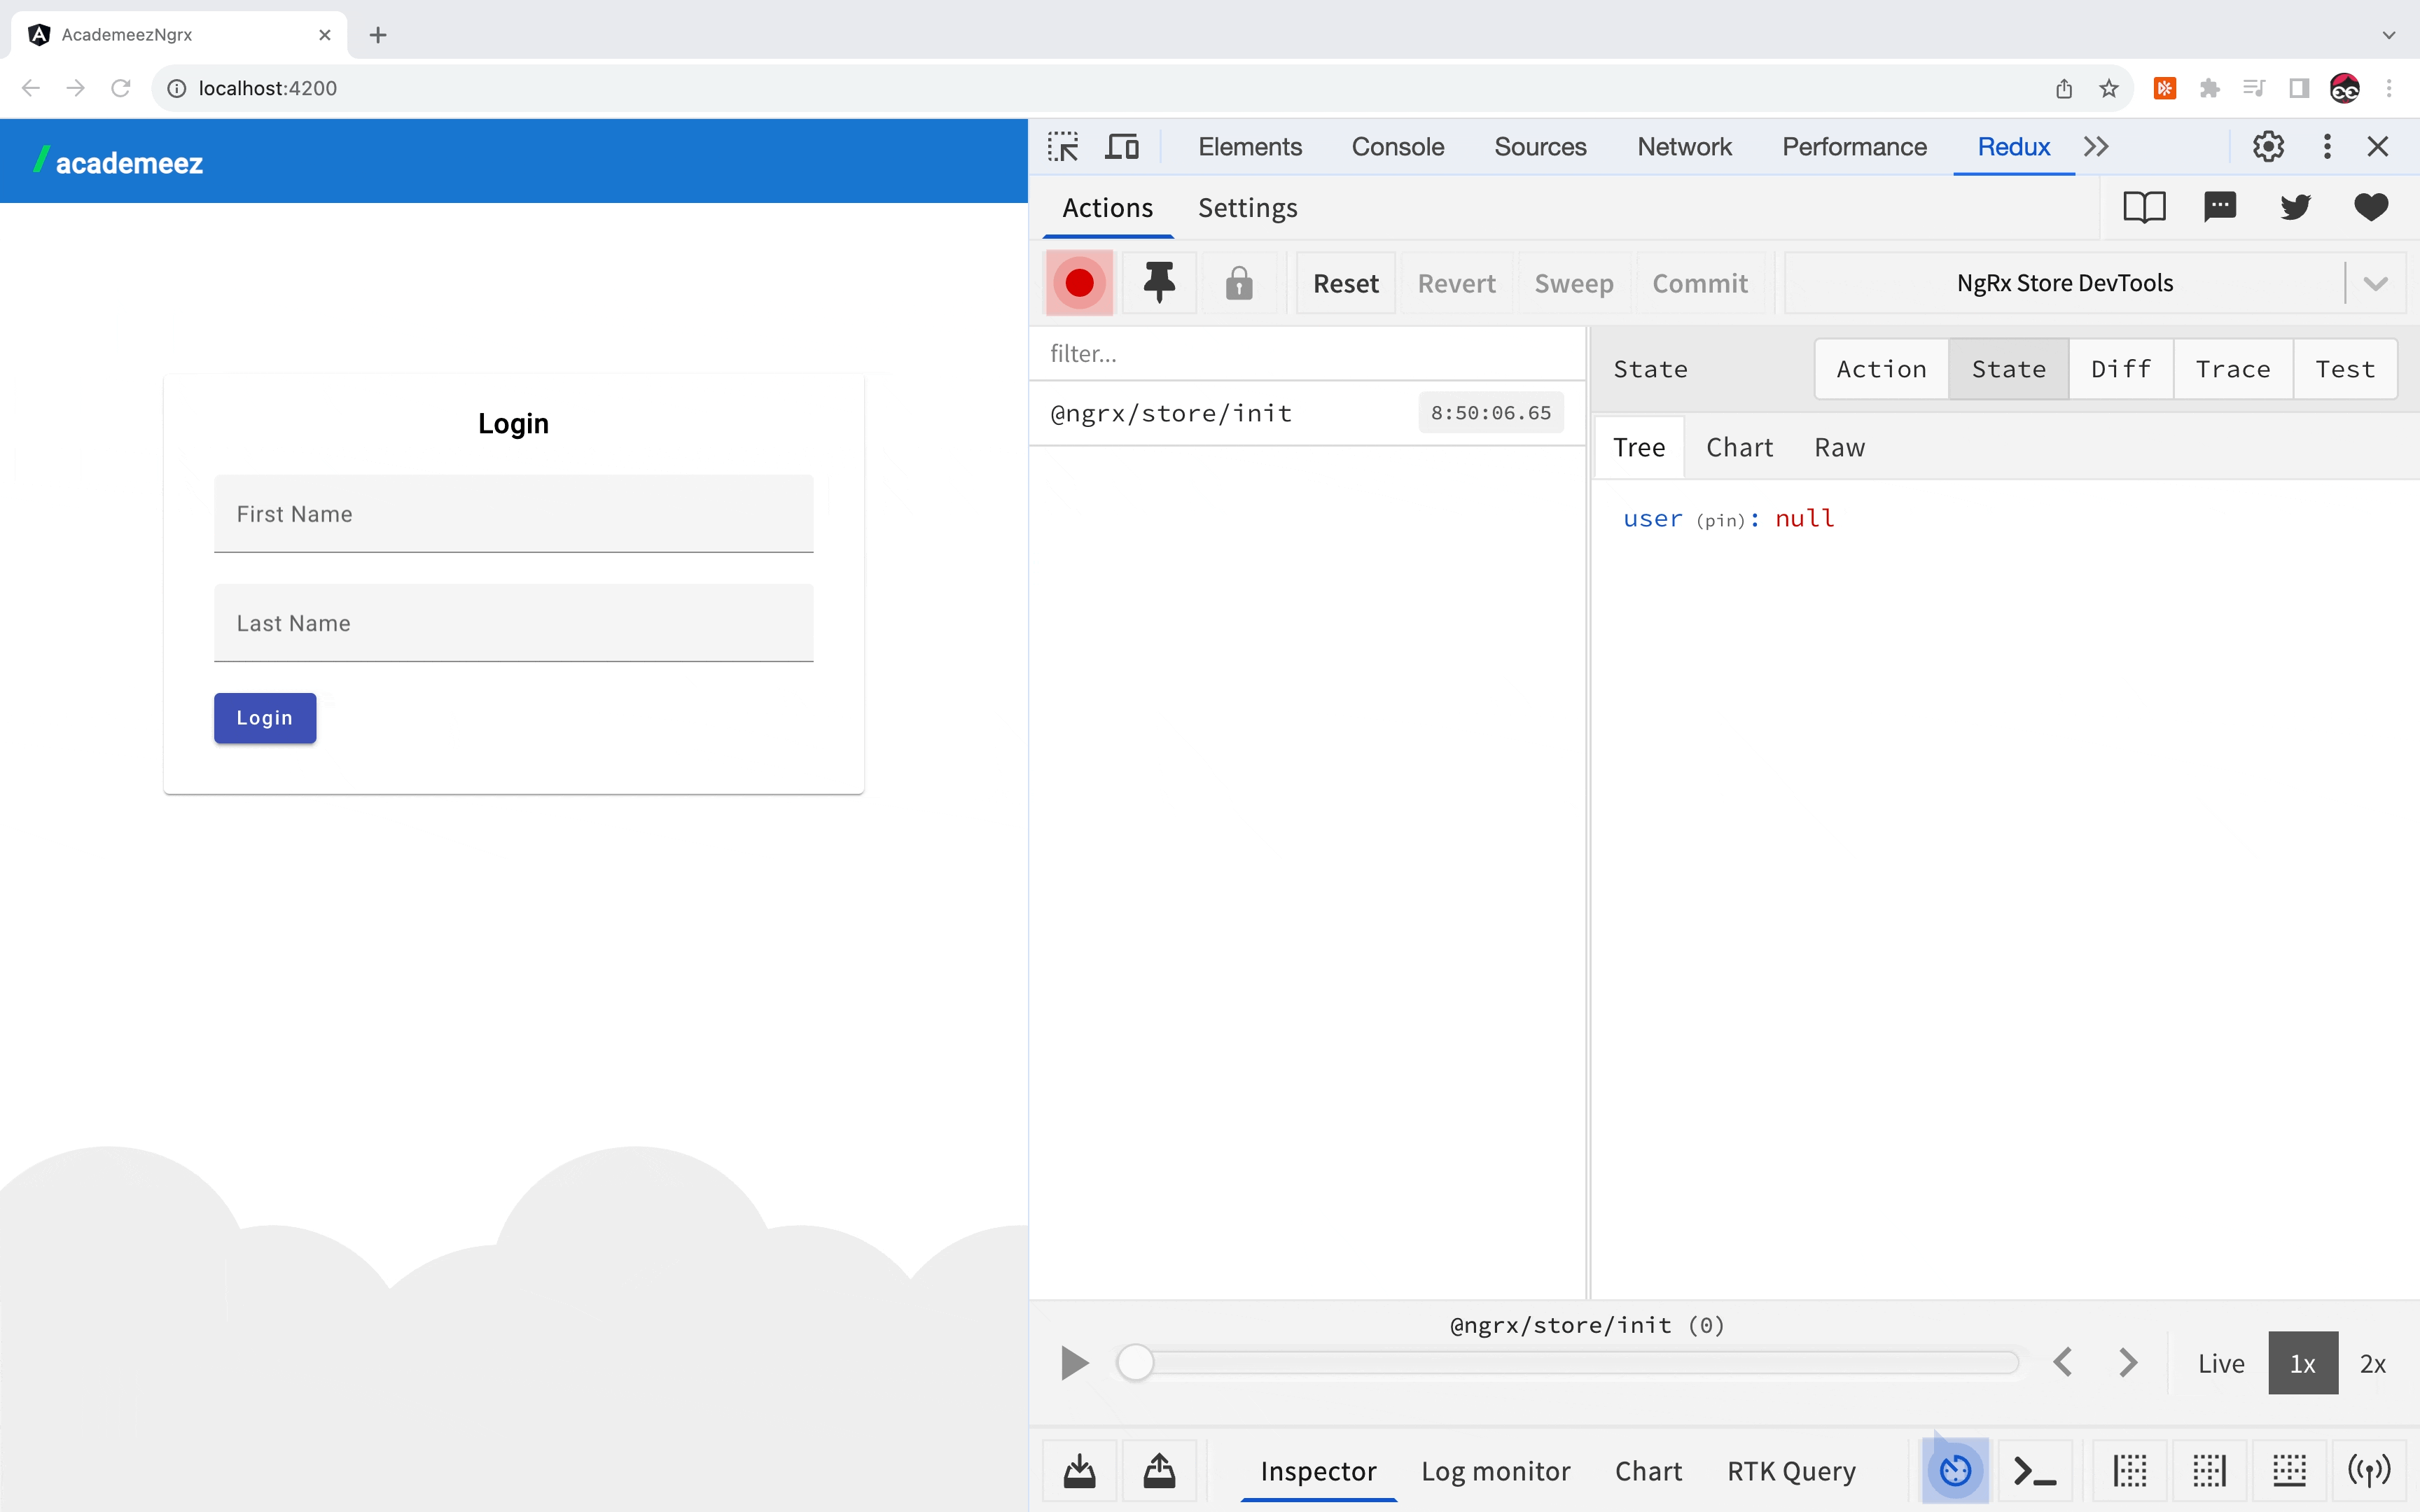 AcademeezNgrx
localhost:4200
academeez
Login
First Name
Last Name
Login
Elements Console Sources Network Performance Redux
Actions Settings
Reset Revert Sweep Commit NgRx Store DevTools
filter...
@ngrx/store/init 8:50:06.65
State Action State Diff Trace Test
Tree Chart Raw
user (pin): null
@ngrx/store/init (0)
Live 1x 2x
Inspector Log monitor Chart RTK Query